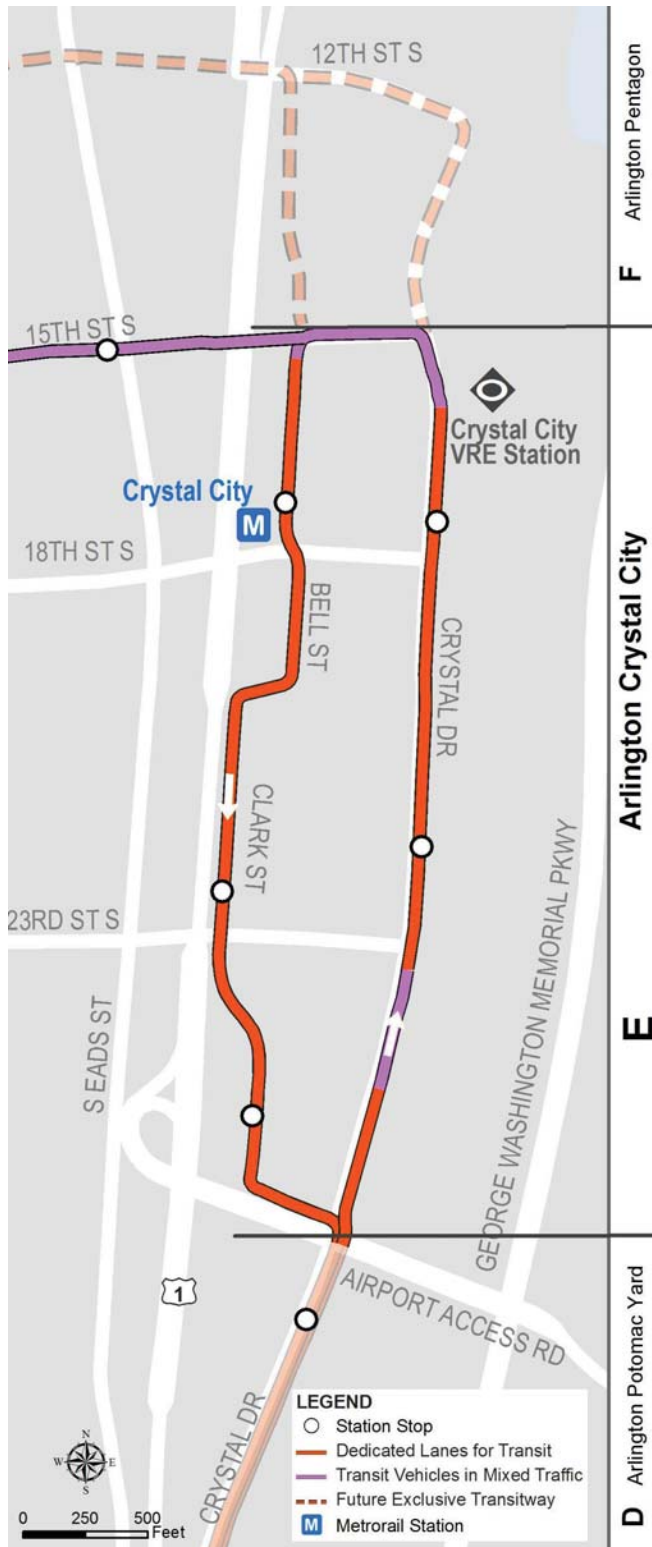 12TH ST S
Arlington Pentagon
F
15TH ST S
Crystal City
VRE Station
Crystal City
M
18TH ST S
BELL ST
CRYSTAL DR
Arlington Crystal City
CLARK ST
23RD ST S
E
S EADS ST
GEORGE WASHINGTON MEMORIAL PKWY
1
AIRPORT ACCESS RD
CRYSTAL DR
Arlington Potomac Yard
D
N
W E
S
0 250 500
Feet
LEGEND
Station Stop
Dedicated Lanes for Transit
Transit Vehicles in Mixed Traffic
Future Exclusive Transitway
M Metrorail Station